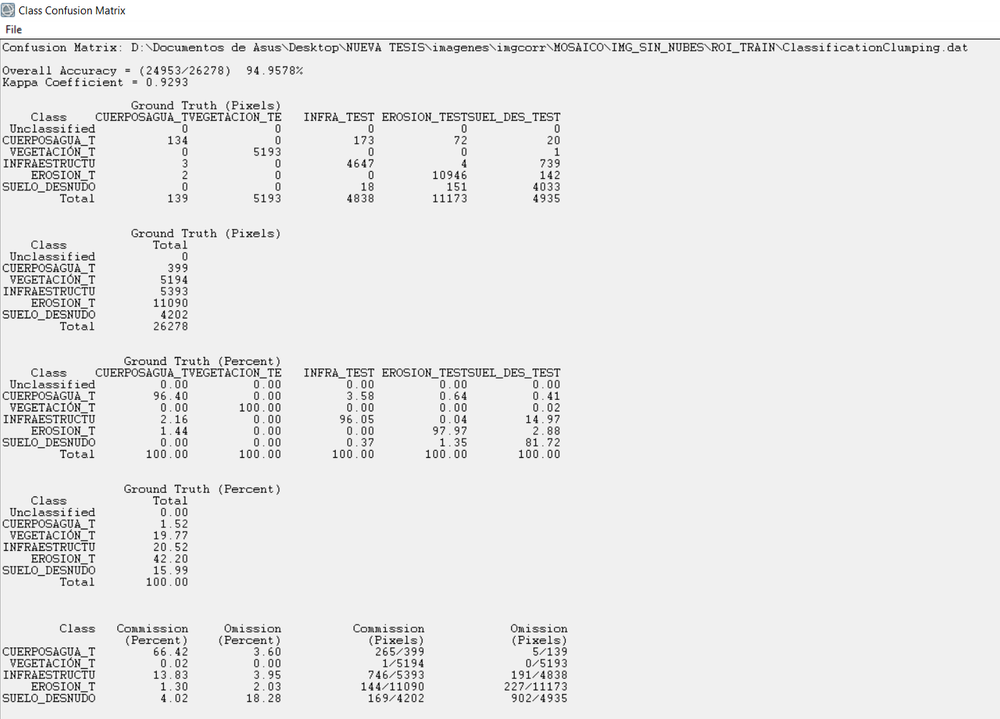 Class Confusion Matrix
File
Confusion Matrix: D:\Documentos de Asus\Desktop\NUEVA TESIS\imagenes\imgcorr\MOSAICO\IMG_SIN_NUBES\ROI_TRAIN\ClassificationClumping.dat
Overall Accuracy = (24953/26278) 94.9578%
Kappa Coefficient = 0.9293
Ground Truth (Pixels)
Class CUERPOSAGUA_TVEGETACION_TE INFRA_TEST EROSION_TESTSUEL_DES_TEST
Unclassified 0 0 0 0 0
CUERPOSAGUA_T 134 0 173 72 20
VEGETACIÓN_T 0 5193 0 0 1
INFRAESTRUCTU 3 0 4647 4 739
EROSION_T 2 0 0 10946 142
SUELO_DESNUDO 0 0 18 151 4033
Total 139 5193 4838 11173 4935
Ground Truth (Pixels)
Class Total
Unclassified 0
CUERPOSAGUA_T 399
VEGETACIÓN_T 5194
INFRAESTRUCTU 5393
EROSION_T 11090
SUELO_DESNUDO 4202
Total 26278
Ground Truth (Percent)
Class CUERPOSAGUA_TVEGETACION_TE INFRA_TEST EROSION_TESTSUEL_DES_TEST
Unclassified 0.00 0.00 0.00 0.00 0.00
CUERPOSAGUA_T 96.40 0.00 3.58 0.64 0.41
VEGETACIÓN_T 0.00 100.00 0.00 0.00 0.02
INFRAESTRUCTU 2.16 0.00 96.05 0.04 14.97
EROSION_T 1.44 0.00 0.00 97.97 2.88
SUELO_DESNUDO 0.00 0.00 0.37 1.35 81.72
Total 100.00 100.00 100.00 100.00 100.00
Ground Truth (Percent)
Class Total
Unclassified 0.00
CUERPOSAGUA_T 1.52
VEGETACIÓN_T 19.77
INFRAESTRUCTU 20.52
EROSION_T 42.20
SUELO_DESNUDO 15.99
Total 100.00
Class Commission Omission Commission Omission
(Percent) (Percent) (Pixels) (Pixels)
CUERPOSAGUA_T 66.42 3.60 265/399 5/139
VEGETACIÓN_T 0.02 0.00 1/5194 0/5193
INFRAESTRUCTU 13.83 3.95 746/5393 191/4838
EROSION_T 1.30 2.03 144/11090 227/11173
SUELO_DESNUDO 4.02 18.28 169/4202 902/4935